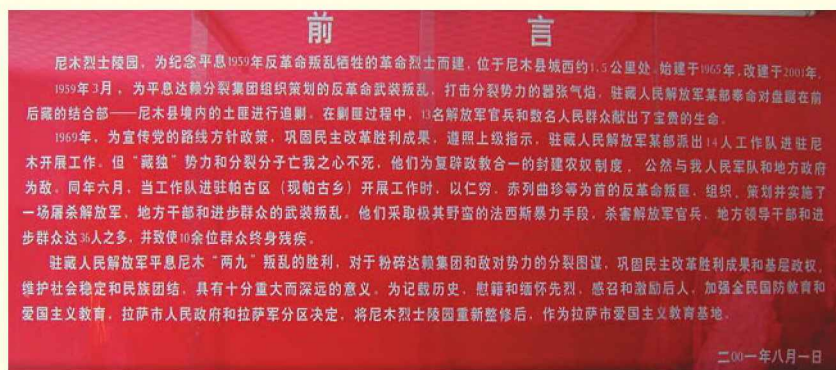 前 言
尼木烈士陵园，为纪念平息1959年反革命叛乱牺牲的革命烈士而建，位于尼木县城西约1.5公里处，始建于1965年，改建于2001年。
1959年3月，为平息达赖分裂集团组织策划的反革命武装叛乱，打击分裂势力的嚣张气焰，驻藏人民解放军某部奉命对盘踞在前
后藏的结合部——尼木县境内的土匪进行追剿。在剿匪过程中，13名解放军官兵和数名人民群众献出了宝贵的生命。
1969年，为宣传党的路线方针政策，巩固民主改革胜利成果，遵照上级指示，驻藏人民解放军某部派出14人工作队进驻尼
木开展工作。但“藏独”势力和分裂分子亡我之心不死，他们为复辟政教合一的封建农奴制度，公然与我人民军队和地方政府
为敌。同年六月，当工作队进驻帕古区（现帕古乡）开展工作时，以仁穷、赤列曲珍等为首的反革命叛匪，组织、策划并实施了
一场屠杀解放军、地方干部和进步群众的武装叛乱。他们采取极其野蛮的法西斯暴力手段，杀害解放军官兵、地方领导干部和进
步群众达36人之多，并致使10余位群众终身残疾。
驻藏人民解放军平息尼木“两九”叛乱的胜利，对于粉碎达赖集团和敌对势力的分裂图谋，巩固民主改革胜利成果和基层政权，
维护社会稳定和民族团结，具有十分重大而深远的意义。为记载历史，慰籍和缅怀先烈，感召和激励后人，加强全民国防教育和
爱国主义教育，拉萨市人民政府和拉萨军分区决定，将尼木烈士陵园重新整修后，作为拉萨市爱国主义教育基地。
二00一年八月一日